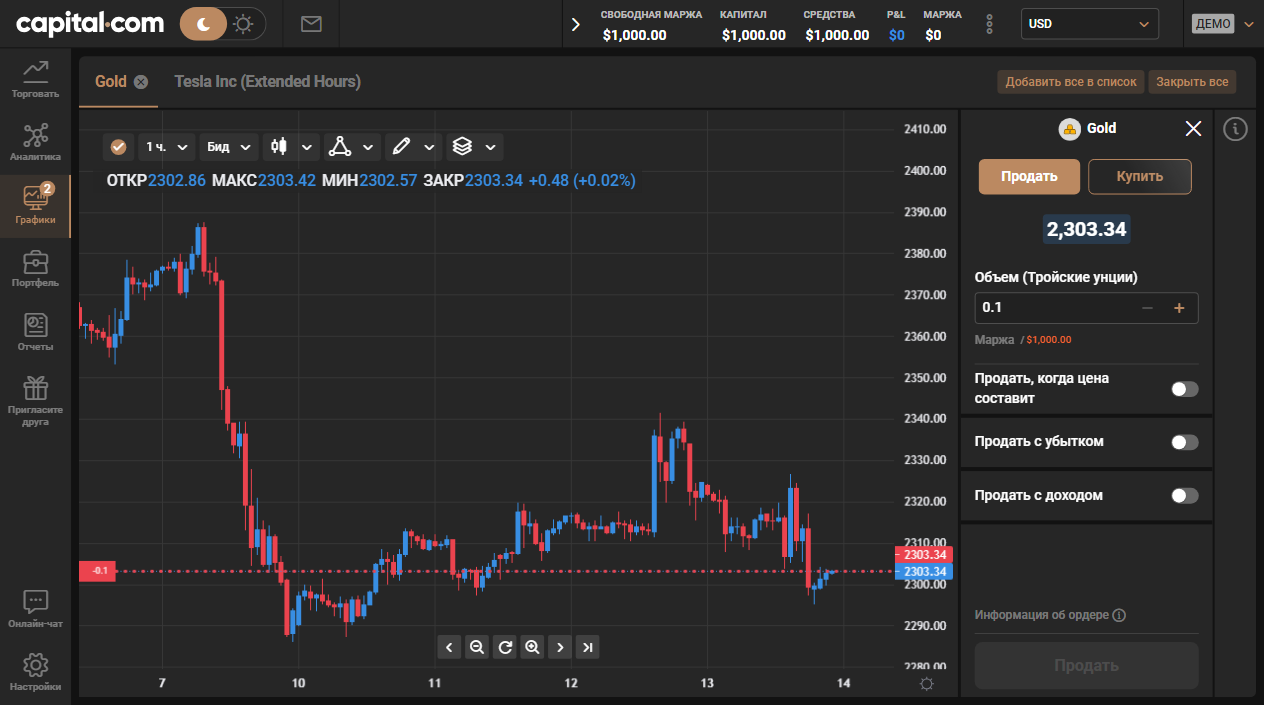 capital.com
СВОБОДНАЯ МАРЖА
$1,000.00
КАПИТАЛ
$1,000.00
СРЕДСТВА
$1,000.00
P&L
$0
МАРЖА
$0
USD
ДЕМО
Торговать
Аналитика
2
Графики
Портфель
Отчеты
Пригласите
друга
Онлайн-чат
Настройки
Gold
Tesla Inc (Extended Hours)
Добавить все в список
Закрыть все
1 ч.
Бид
ОТКР2302.86 МАКС2303.42 МИН2302.57 ЗАКР2303.34 +0.48 (+0.02%)
2410.00
2400.00
2390.00
2380.00
2370.00
2360.00
2350.00
2340.00
2330.00
2320.00
2310.00
2303.34
2303.34
2300.00
2290.00
2280.00
-0.1
7
10
11
12
13
14
Gold
Продать
Купить
2,303.34
Объем (Тройские унции)
0.1
Маржа / $1,000.00
Продать, когда цена
составит
Продать с убытком
Продать с доходом
Информация об ордере
Продать